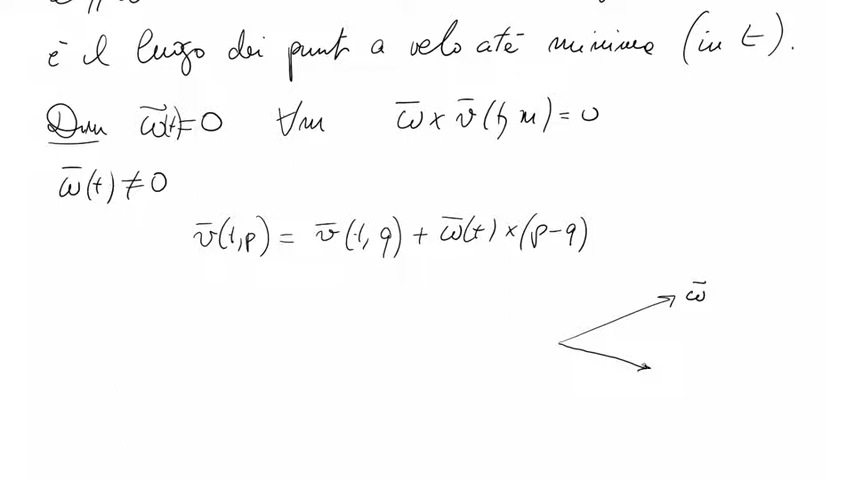 è il luogo dei punti a velocità minima (in t).
Dim ω̅(t)=0 ∀m ω̅ × v̅(t, m) = 0
ω̅(t) ≠ 0
v̅(t,p) = v̅(t, q) + ω̅(t) × (p-q)
ω̅